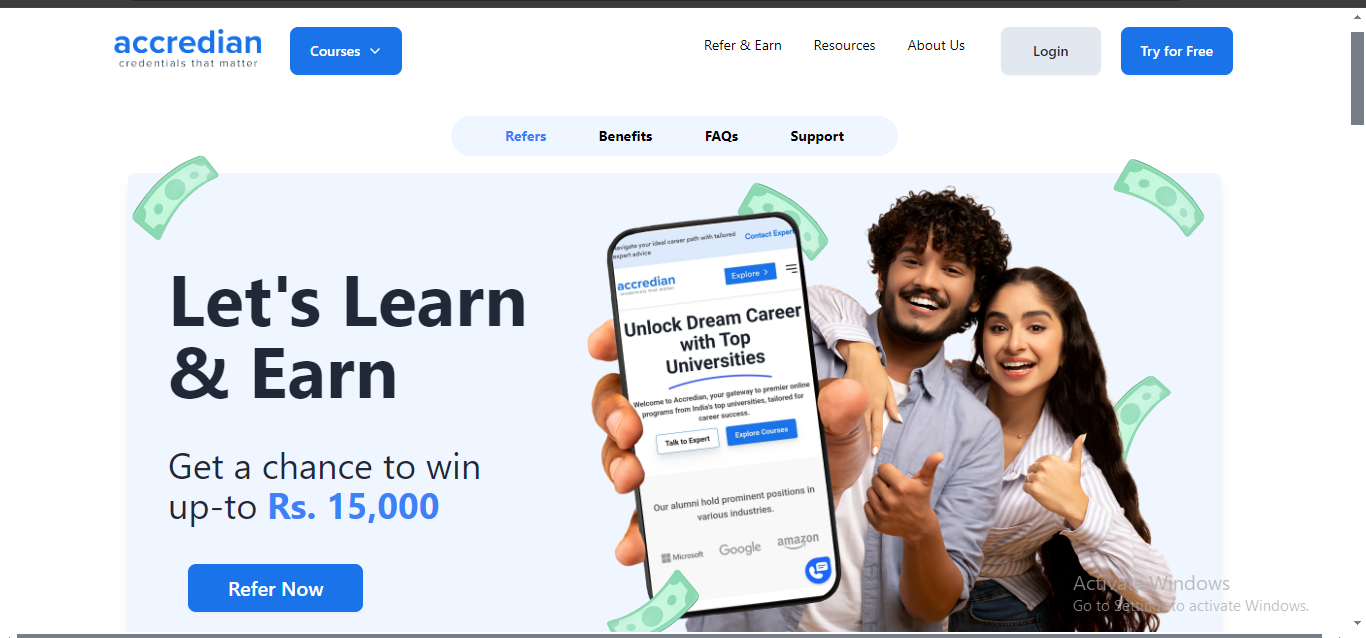 accredian
credentials that matter
Courses
Refer & Earn
Resources
About Us
Login
Try for Free
Refers
Benefits
FAQs
Support
Let's Learn
& Earn
Get a chance to win
up-to Rs. 15,000
Refer Now
navigate your ideal career path with tailored
expert advice
Contact Expert
accredian
credentials that matter
Explore
Unlock Dream Career
with Top
Universities
Welcome to Accredian, your gateway to premier online
programs from India's top universities, tailored for
career success.
Talk to Expert
Explore Courses
Our alumni hold prominent positions in
various industries.
Microsoft
Google
amazon
Activate Windows
Go to Settings to activate Windows.